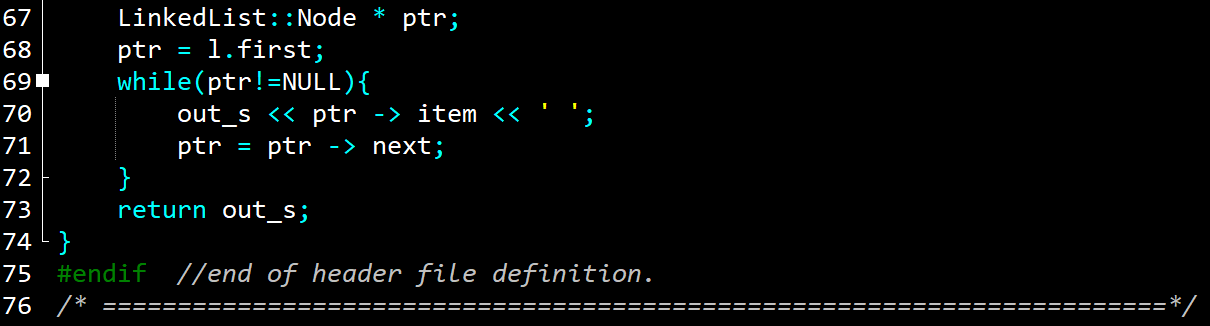 67 LinkedList::Node * ptr;
68 ptr = l.first;
69 while(ptr!=NULL){
70 out_s << ptr -> item << ' ';
71 ptr = ptr -> next;
72 }
73 return out_s;
74 }
75 #endif //end of header file definition.
76 /* =======================================================================*/